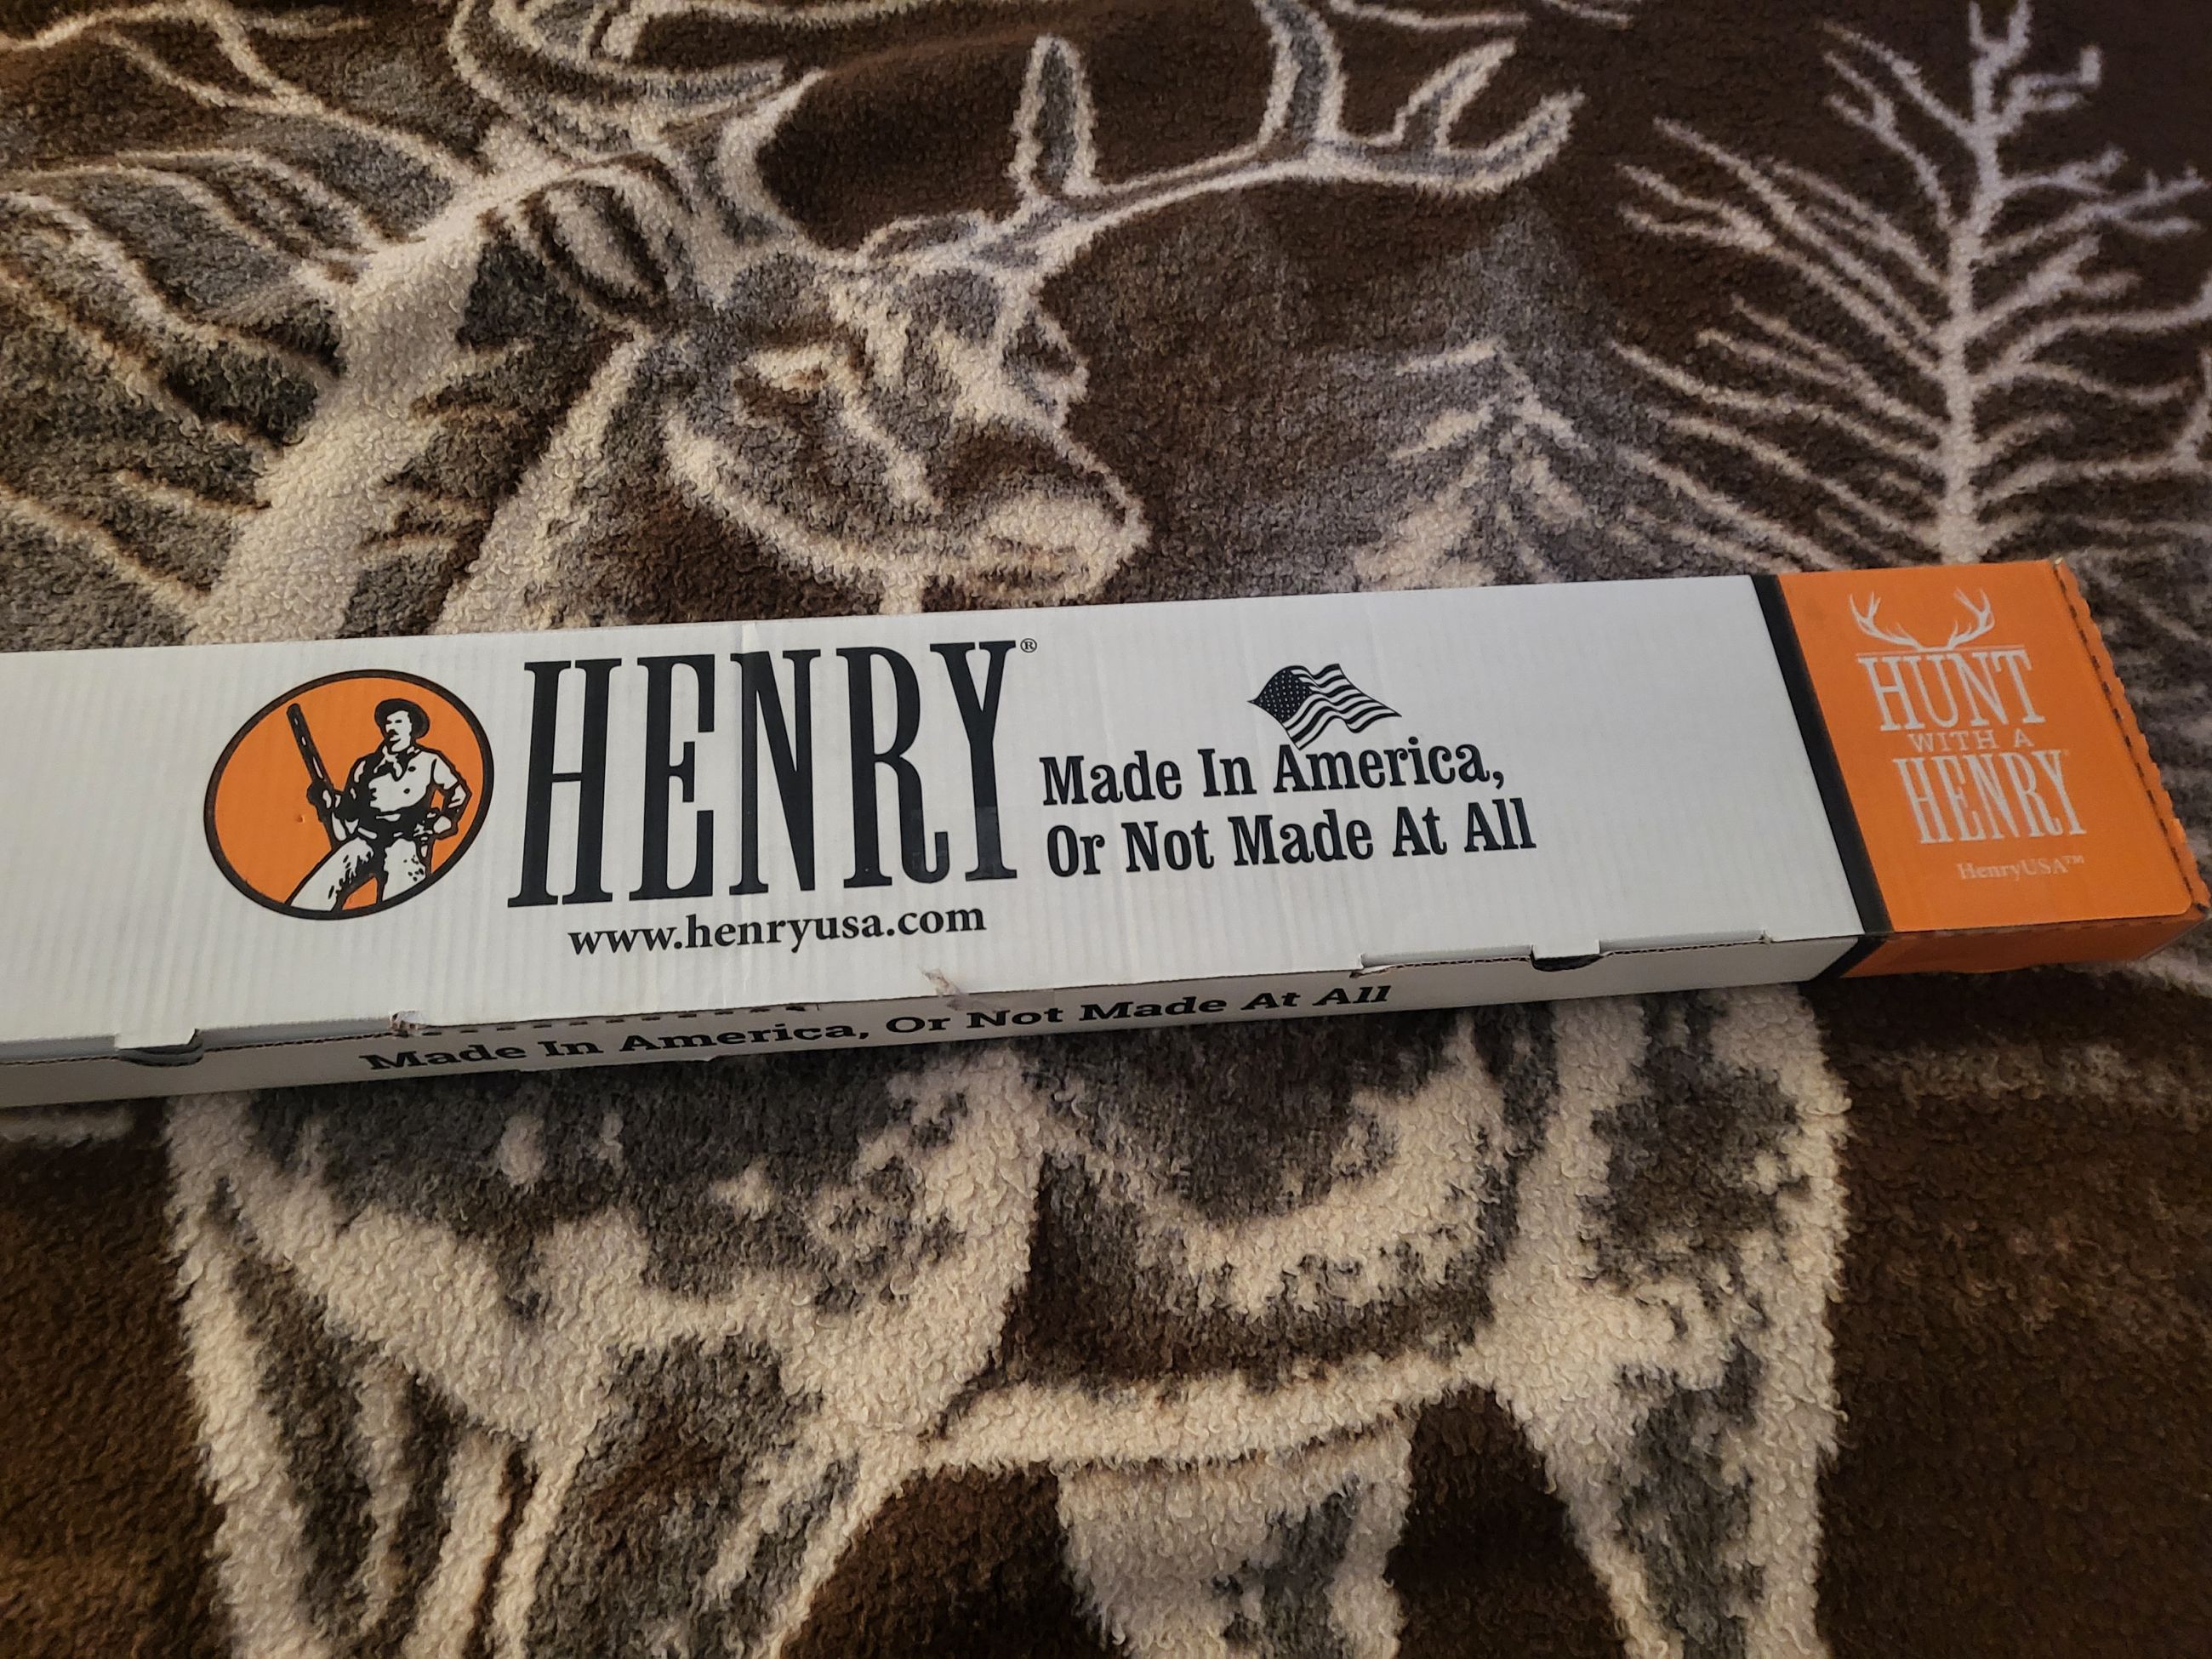 HENRY®
www.henryusa.com
Made In America,
Or Not Made At All
HUNT
WITH A
HENRY
HenryUSA™
Made In America, Or Not Made At All